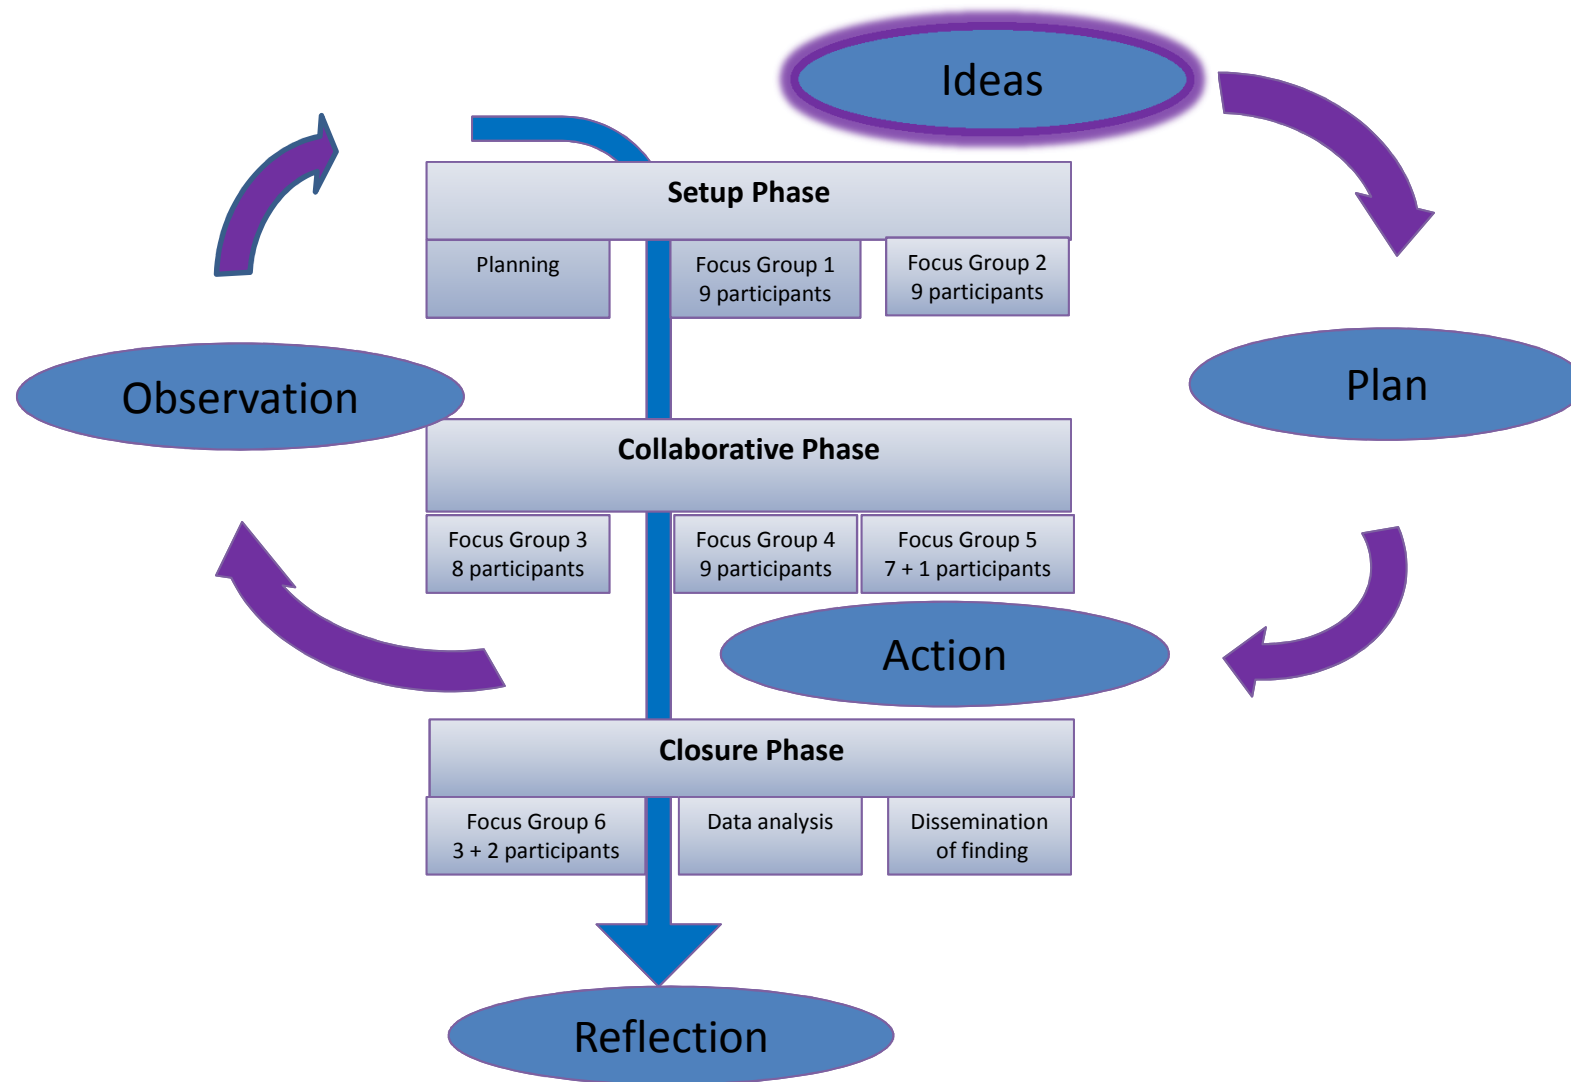 Ideas
Setup Phase
Planning
Focus Group 1
9 participants
Focus Group 2
9 participants
Observation
Plan
Collaborative Phase
Focus Group 3
8 participants
Focus Group 4
9 participants
Focus Group 5
7 + 1 participants
Action
Closure Phase
Focus Group 6
3 + 2 participants
Data analysis
Dissemination
of finding
Reflection